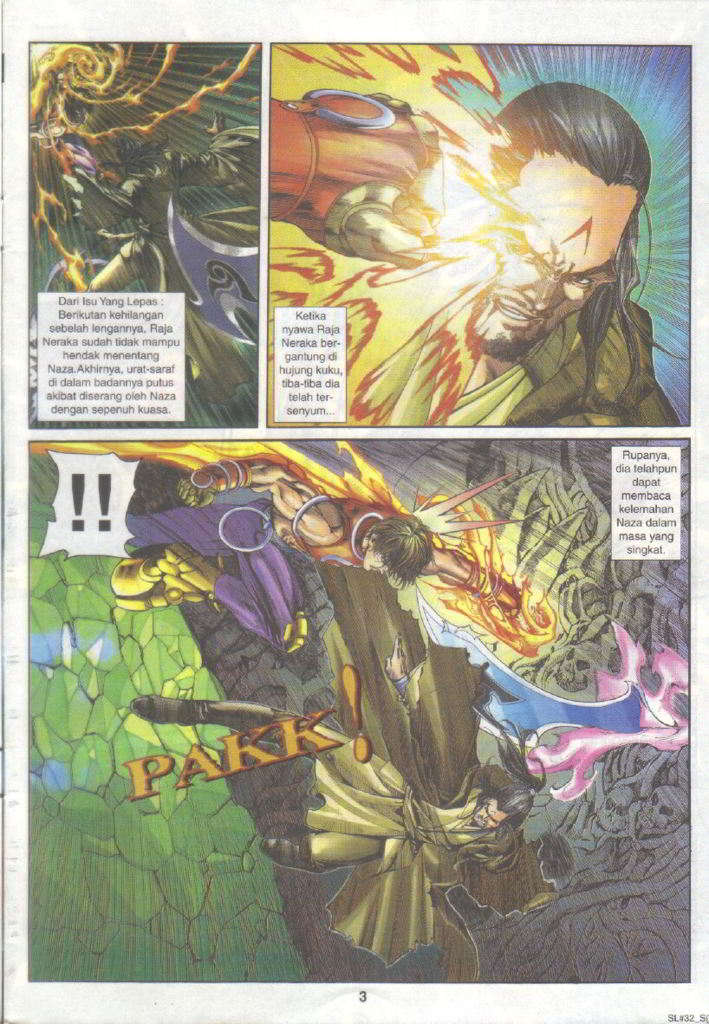 Dari Isu Yang Lepas :
Berikutan kehilangan
sebelah lengannya, Raja
Neraka sudah tidak mampu
hendak menentang
Naza.Akhirnya, urat-saraf
di dalam badannya putus
akibat diserang oleh Naza
dengan sepenuh kuasa.
Ketika
nyawa Raja
Neraka ber-
gantung di
hujung kuku,
tiba-tiba dia
telah ter-
senyum...
!!
Rupanya,
dia telahpun
dapat
membaca
kelemahan
Naza dalam
masa yang
singkat.
PAKK!
3